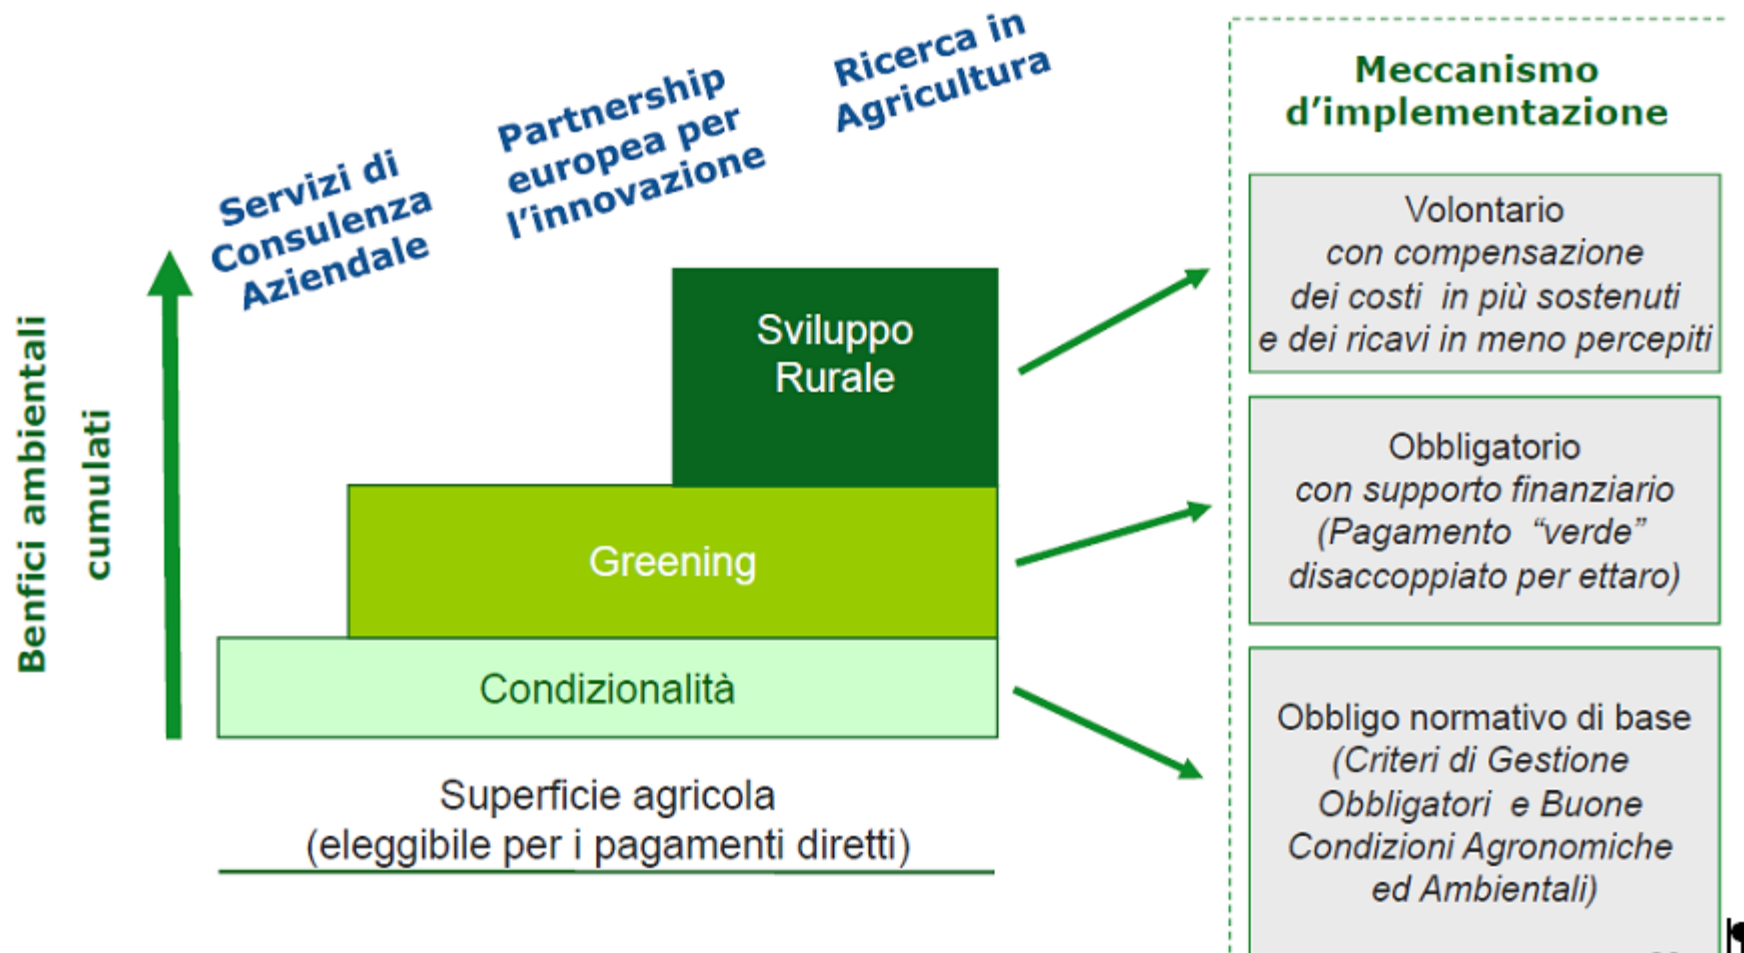 Servizi di
Consulenza
Aziendale
Partnership
europea per
l’innovazione
Ricerca in
Agricultura
Benfici ambientali
cumulati
Sviluppo
Rurale
Greening
Condizionalità
Superficie agricola
(eleggibile per i pagamenti diretti)
Meccanismo
d’implementazione
Volontario
con compensazione
dei costi in più sostenuti
e dei ricavi in meno percepiti
Obbligatorio
con supporto finanziario
(Pagamento “verde”
disaccoppiato per ettaro)
Obbligo normativo di base
(Criteri di Gestione
Obbligatori e Buone
Condizioni Agronomiche
ed Ambientali)